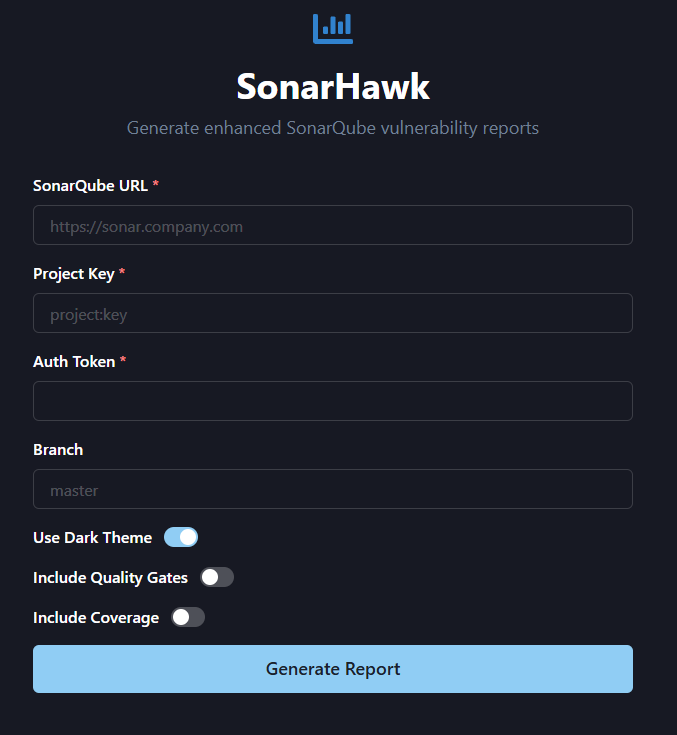 SonarHawk
Generate enhanced SonarQube vulnerability reports
SonarQube URL *
https://sonar.company.com
Project Key *
project:key
Auth Token *
Branch
master
Use Dark Theme
Include Quality Gates
Include Coverage
Generate Report